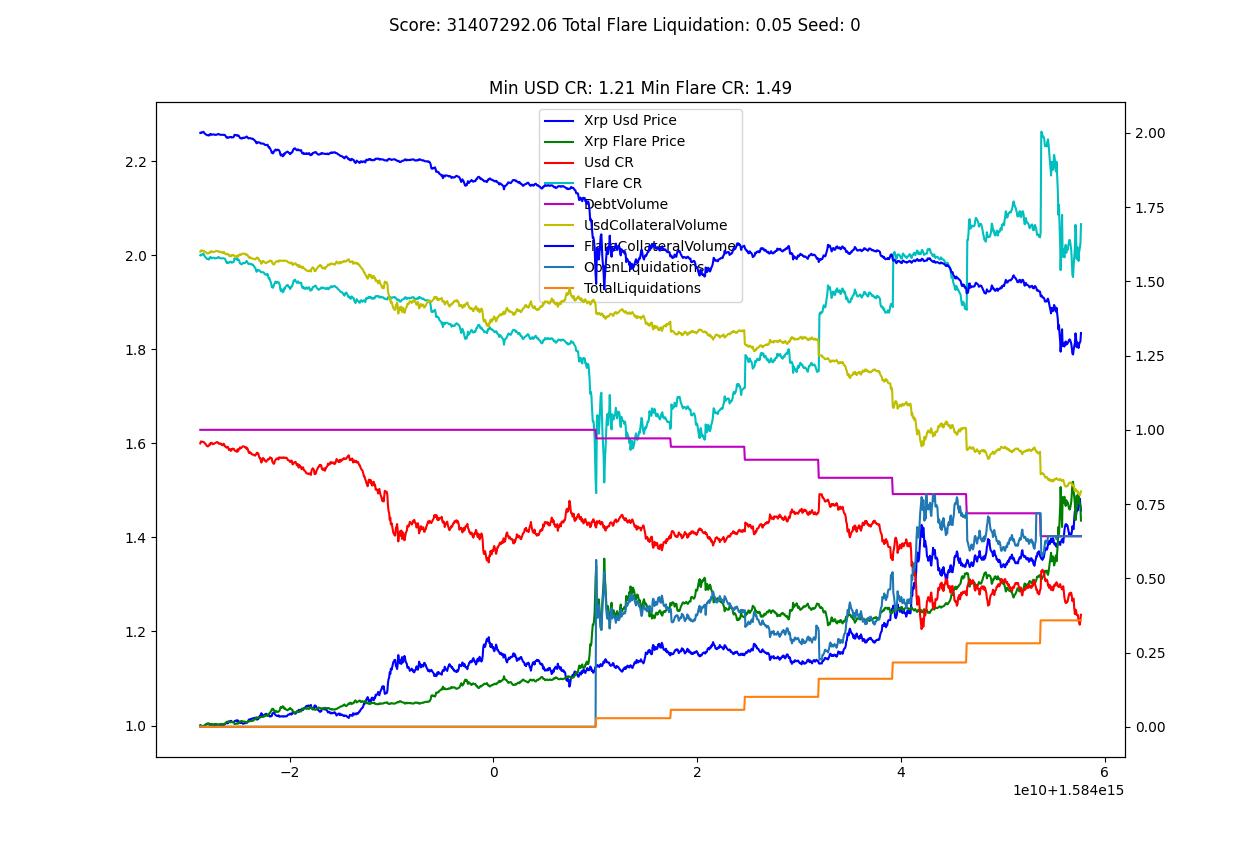 Score: 31407292.06 Total Flare Liquidation: 0.05 Seed: 0
Min USD CR: 1.21 Min Flare CR: 1.49
Xrp Usd Price
Xrp Flare Price
Usd CR
Flare CR
DebtVolume
UsdCollateralVolume
FlareCollateralVolume
OpenLiquidations
TotalLiquidations
2.2
2.0
1.8
1.6
1.4
1.2
1.0
2.00
1.75
1.50
1.25
1.00
0.75
0.50
0.25
0.00
−2
0
2
4
6
1e10+1.584e15